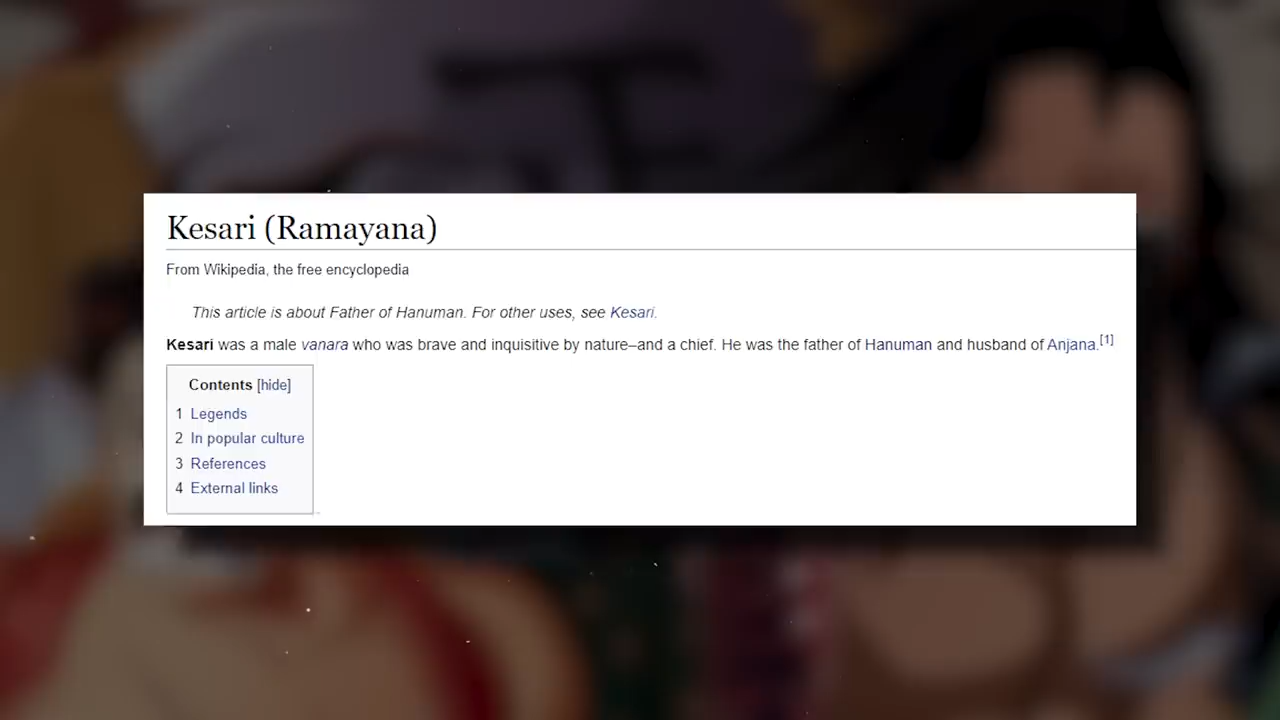 Kesari (Ramayana)
From Wikipedia, the free encyclopedia
This article is about Father of Hanuman. For other uses, see Kesari.
Kesari was a male vanara who was brave and inquisitive by nature–and a chief. He was the father of Hanuman and husband of Anjana.[1]
Contents [hide]
1 Legends
2 In popular culture
3 References
4 External links